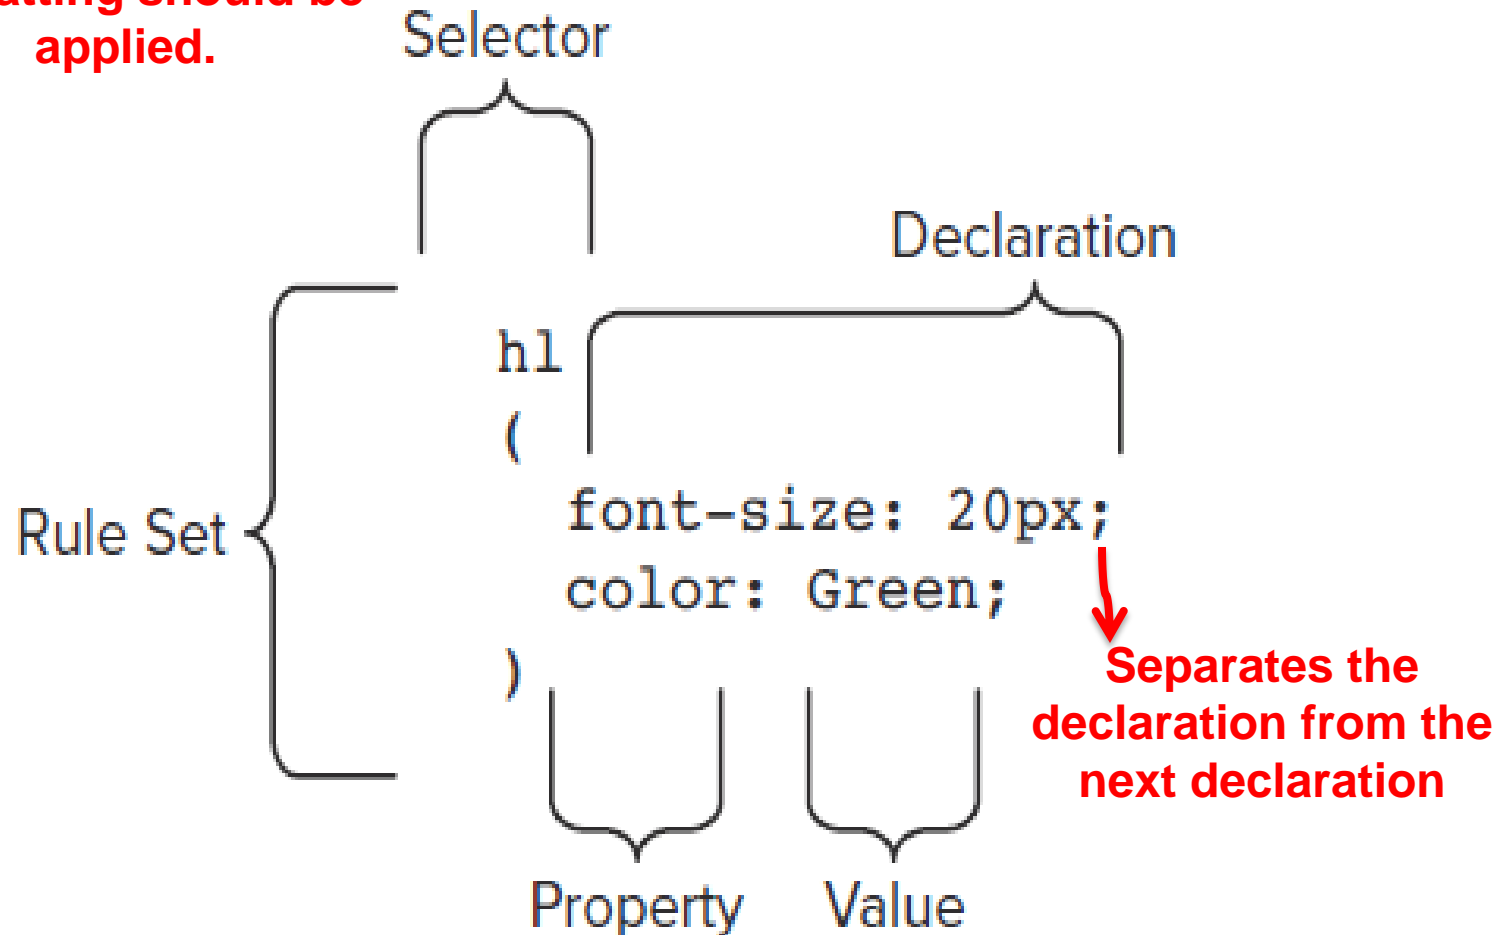 applied.
Selector
Declaration
hl
(
font-size: 20px;
Rule Set
color: Green;
)
Separates the
declaration from the
next declaration
Property Value